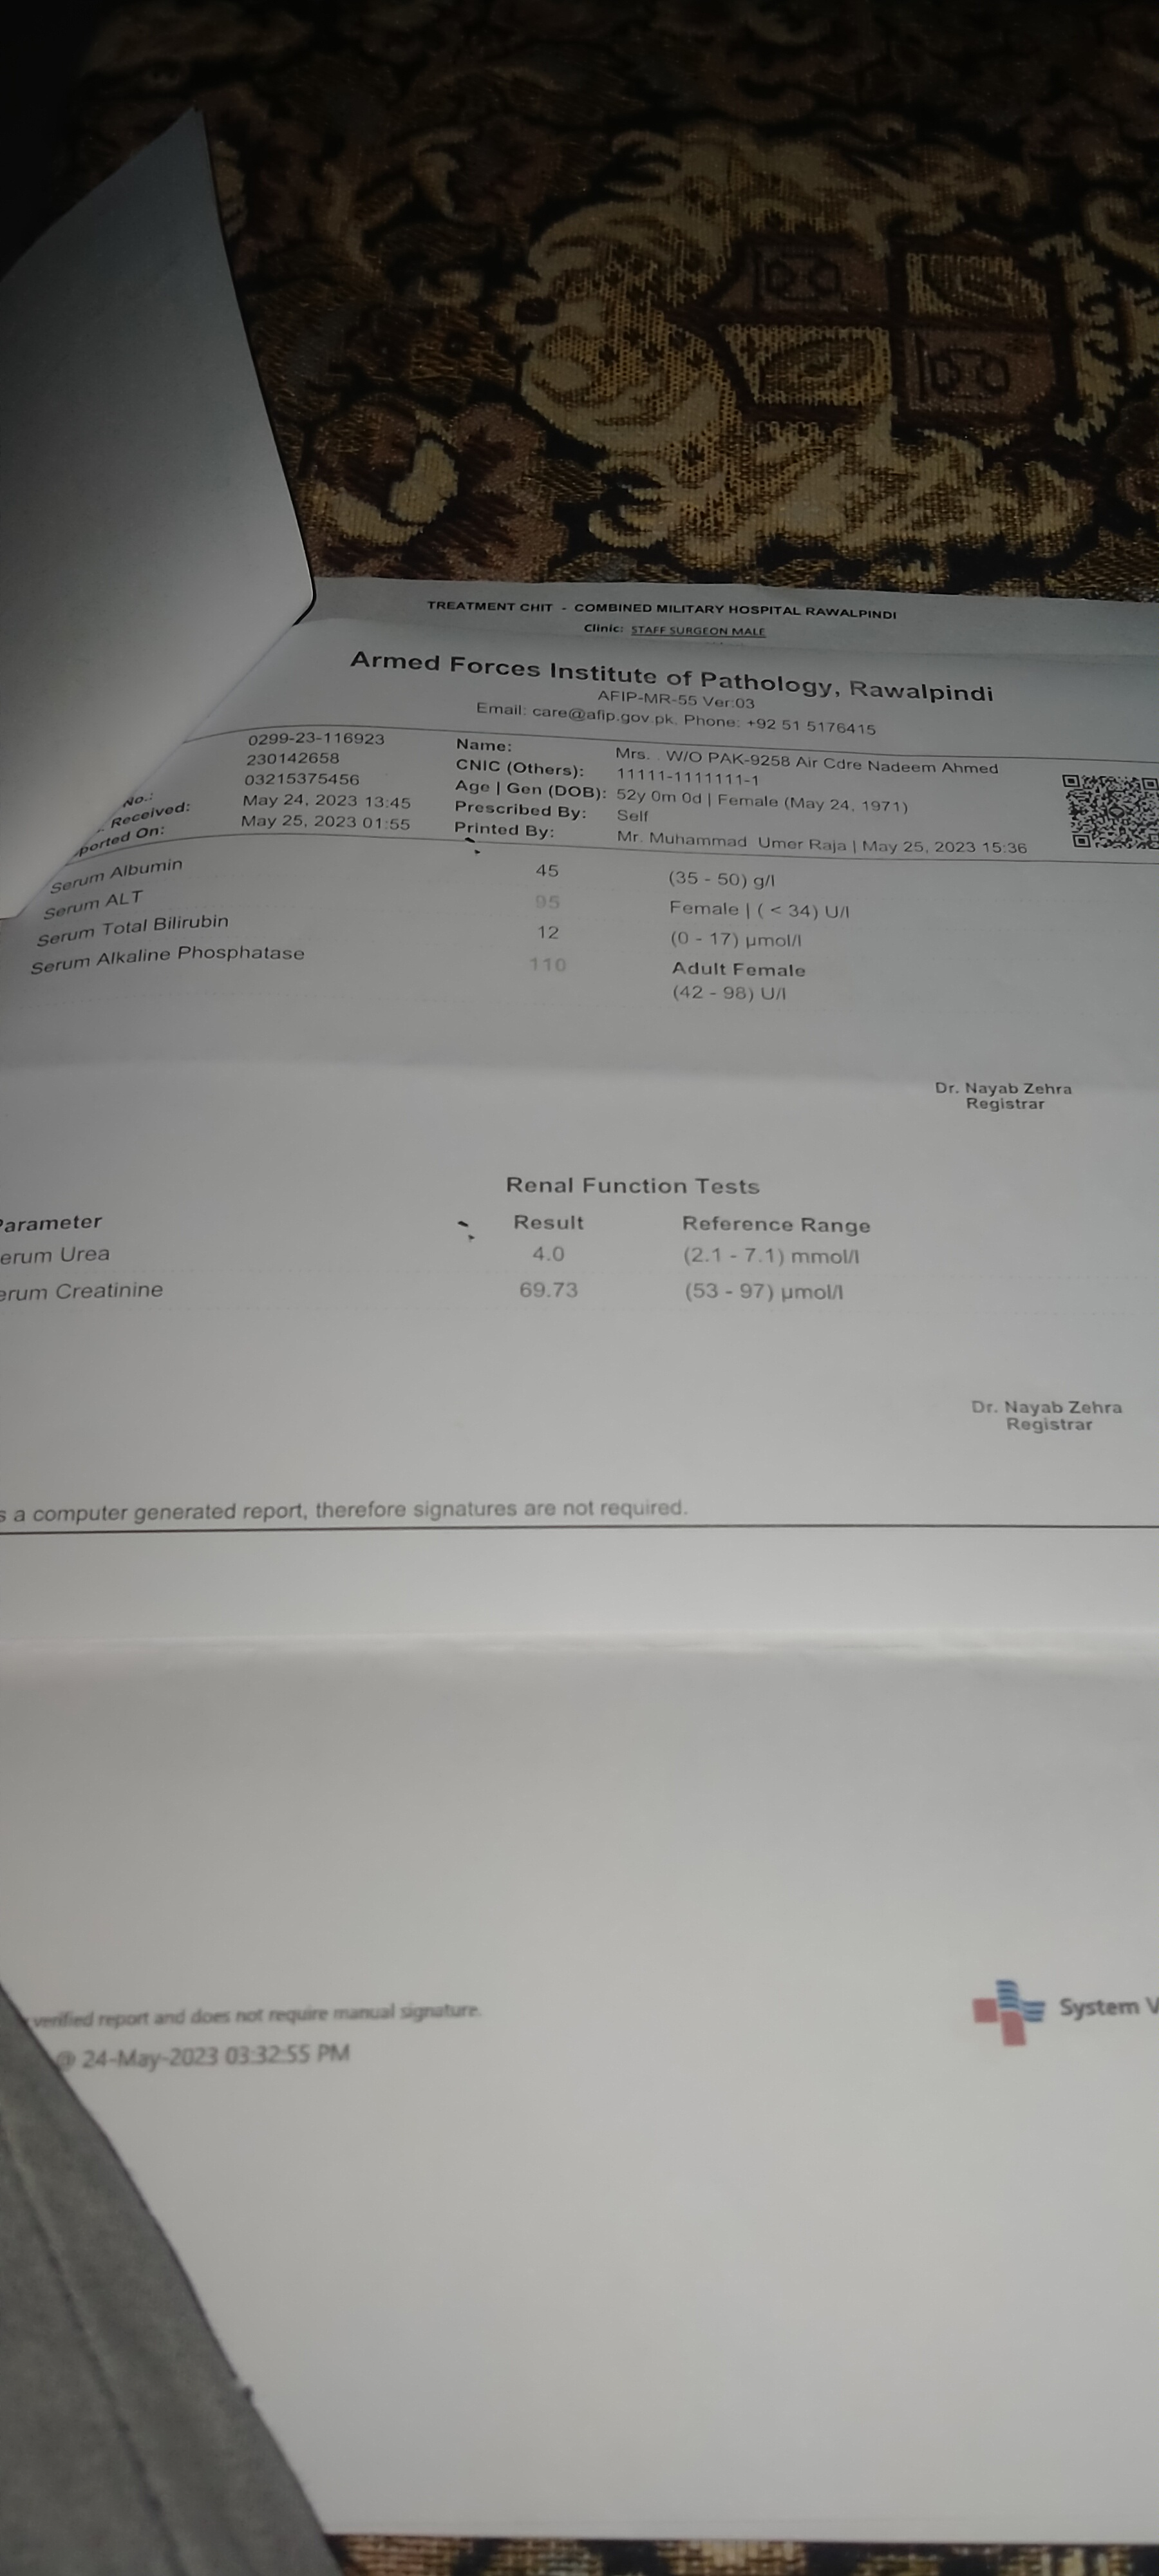 TREATMENT CHIT - COMBINED MILITARY HOSPITAL RAWALPINDI
Clinic: STAFF SURGEON MALE
Armed Forces Institute of Pathology, Rawalpindi
AFIP-MR-55 Ver:03
Email: care@afip.gov.pk, Phone: +92 51 5176415
0299-23-116923 Name: Mrs. . W/O PAK-9258 Air Cdre Nadeem Ahmed
230142658 CNIC (Others): 11111-1111111-1
No.: 03215375456 Age | Gen (DOB): 52y 0m 0d | Female (May 24, 1971)
Received: May 24, 2023 13:45 Prescribed By: Self
ported On: May 25, 2023 01:55 Printed By: Mr. Muhammad Umer Raja | May 25, 2023 15:36
Serum Albumin 45 (35 - 50) g/l
Serum ALT 95 Female | ( < 34) U/l
Serum Total Bilirubin 12 (0 - 17) µmol/l
Serum Alkaline Phosphatase 110 Adult Female
(42 - 98) U/l
Dr. Nayab Zehra
Registrar
Renal Function Tests
Parameter Result Reference Range
erum Urea 4.0 (2.1 - 7.1) mmol/l
erum Creatinine 69.73 (53 - 97) µmol/l
Dr. Nayab Zehra
Registrar
s a computer generated report, therefore signatures are not required.
verified report and does not require manual signature.
@ 24-May-2023 03:32:55 PM
System V